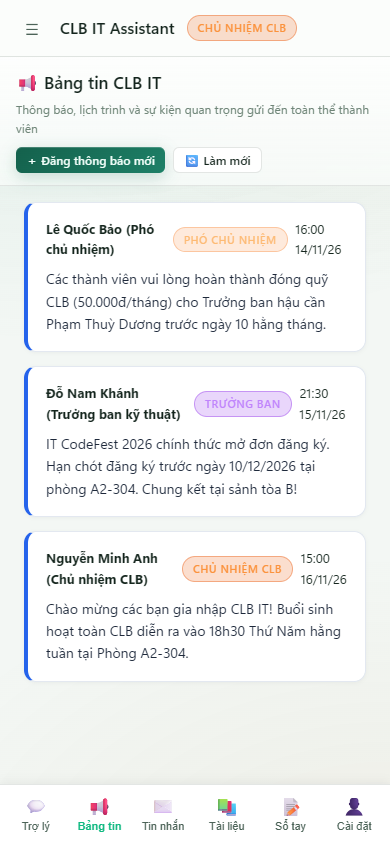 CLB IT Assistant CHỦ NHIỆM CLB
Bảng tin CLB IT
Thông báo, lịch trình và sự kiện quan trọng gửi đến toàn thể thành
viên
+ Đăng thông báo mới Làm mới
Lê Quốc Bảo (Phó
chủ nhiệm)
PHÓ CHỦ NHIỆM
16:00
14/11/26
Các thành viên vui lòng hoàn thành đóng quỹ
CLB (50.000đ/tháng) cho Trưởng ban hậu cần
Phạm Thuỳ Dương trước ngày 10 hằng tháng.
Đỗ Nam Khánh
(Trưởng ban kỹ thuật)
TRƯỞNG BAN
21:30
15/11/26
IT CodeFest 2026 chính thức mở đơn đăng ký.
Hạn chót đăng ký trước ngày 10/12/2026 tại
phòng A2-304. Chung kết tại sảnh tòa B!
Nguyễn Minh Anh
(Chủ nhiệm CLB)
CHỦ NHIỆM CLB
15:00
16/11/26
Chào mừng các bạn gia nhập CLB IT! Buổi sinh
hoạt toàn CLB diễn ra vào 18h30 Thứ Năm hằng
tuần tại Phòng A2-304.
Trợ lý Bảng tin Tin nhắn Tài liệu Sổ tay Cài đặt